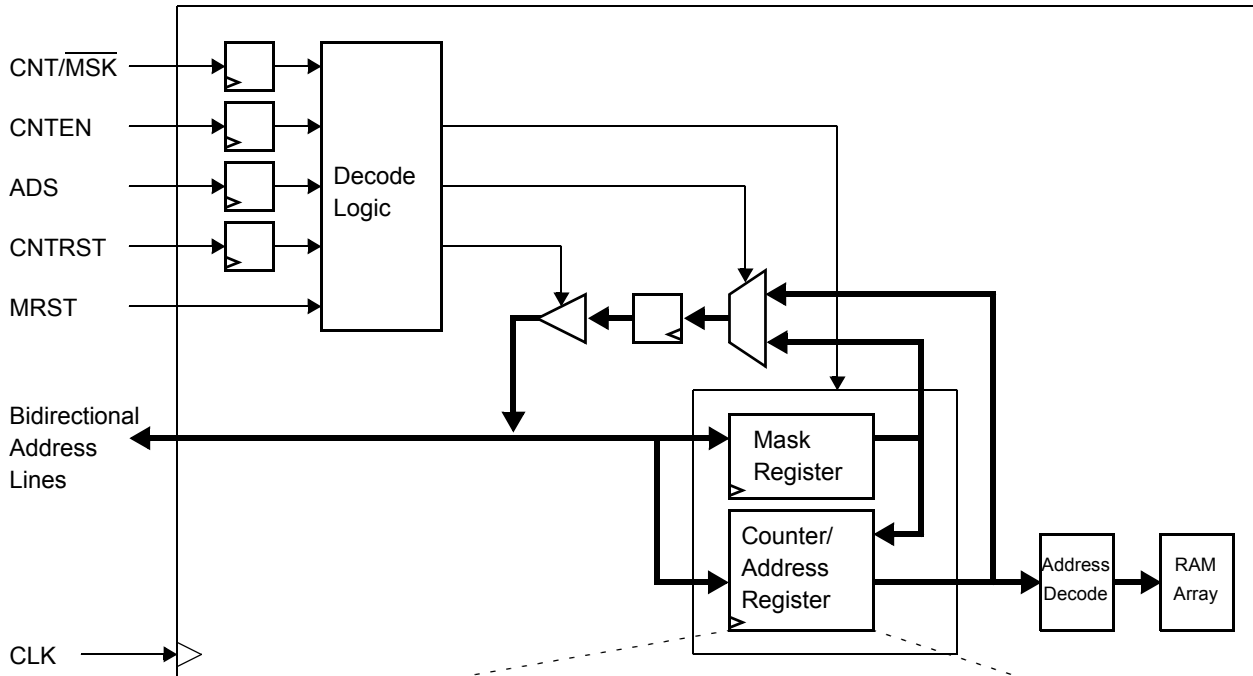 CNT/MSK
CNTEN
ADS
CNTRST
MRST
Decode
Logic
Bidirectional
Address
Lines
Mask
Register
Counter/
Address
Register
Address
Decode
RAM
Array
CLK